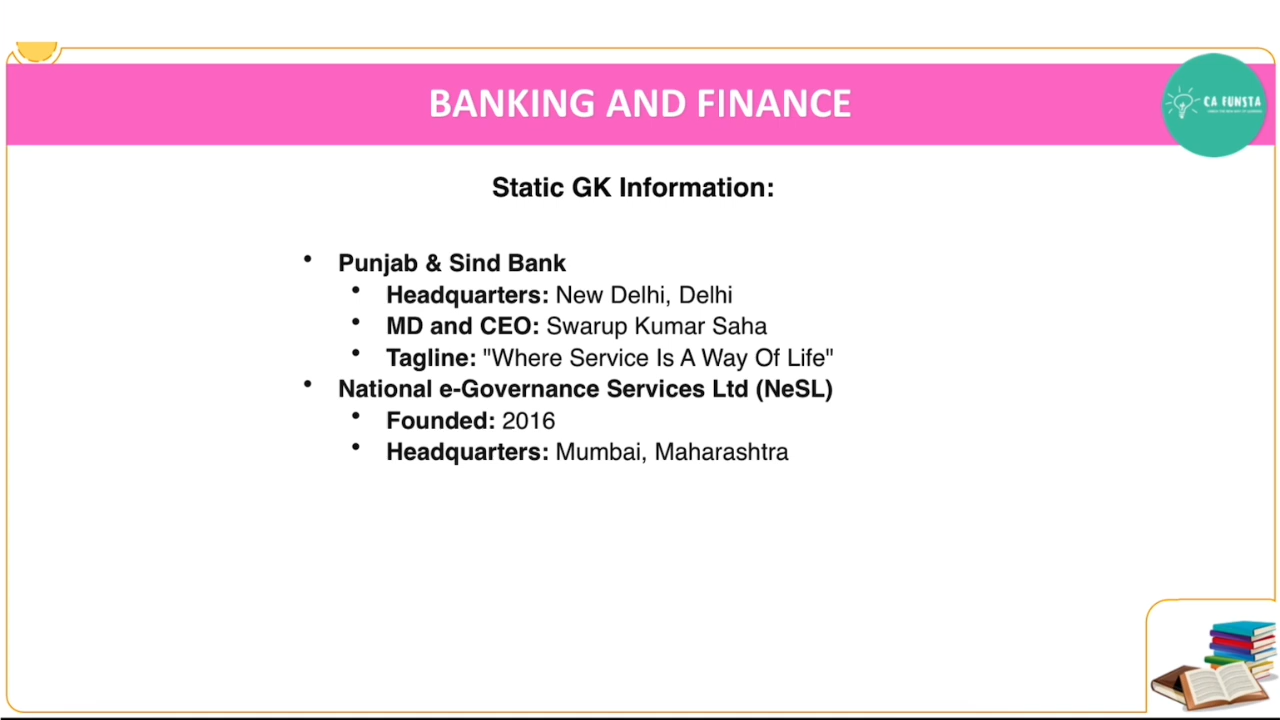 BANKING AND FINANCE
CA FUNSTA
Static GK Information:
• Punjab & Sind Bank
• Headquarters: New Delhi, Delhi
• MD and CEO: Swarup Kumar Saha
• Tagline: "Where Service Is A Way Of Life"
• National e-Governance Services Ltd (NeSL)
• Founded: 2016
• Headquarters: Mumbai, Maharashtra